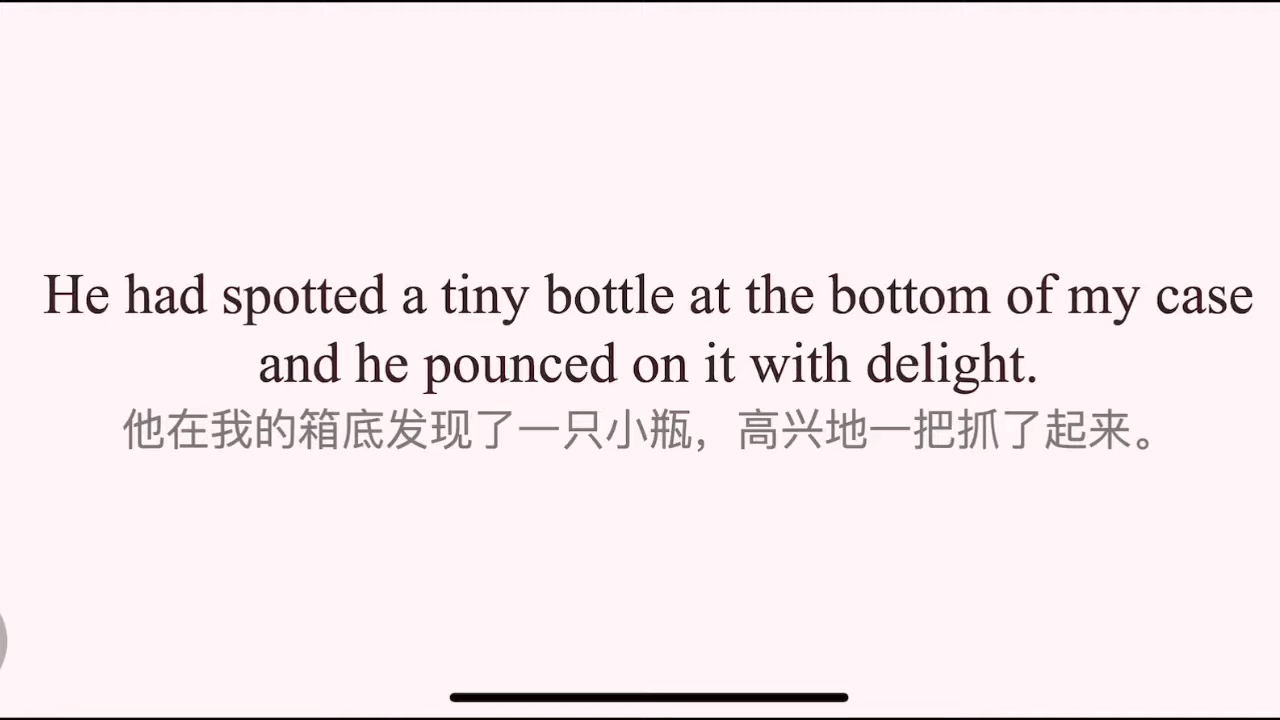 He had spotted a tiny bottle at the bottom of my case
and he pounced on it with delight.
他在我的箱底发现了一只小瓶，高兴地一把抓了起来。